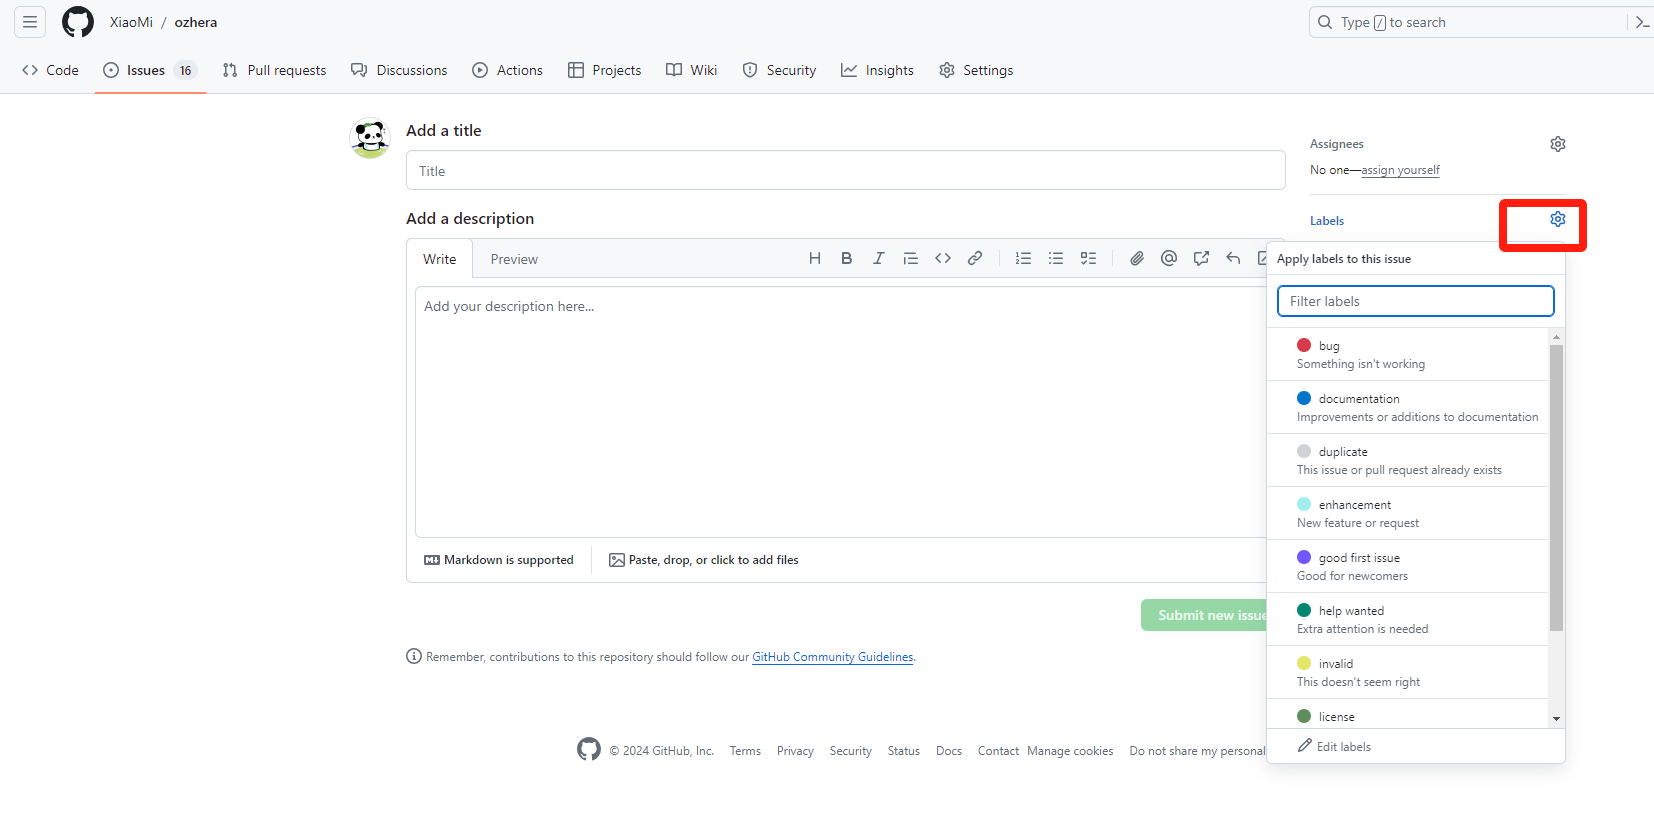 XiaoMi / ozhera
Type / to search
Code
Issues 16
Pull requests
Discussions
Actions
Projects
Wiki
Security
Insights
Settings
Add a title
Title
Add a description
Write
Preview
Add your description here...
Markdown is supported
Paste, drop, or click to add files
Submit new issue
Remember, contributions to this repository should follow our GitHub Community Guidelines.
Assignees
No one—assign yourself
Labels
Apply labels to this issue
Filter labels
bug
Something isn't working
documentation
Improvements or additions to documentation
duplicate
This issue or pull request already exists
enhancement
New feature or request
good first issue
Good for newcomers
help wanted
Extra attention is needed
invalid
This doesn't seem right
license
Edit labels
© 2024 GitHub, Inc. Terms Privacy Security Status Docs Contact Manage cookies Do not share my personal